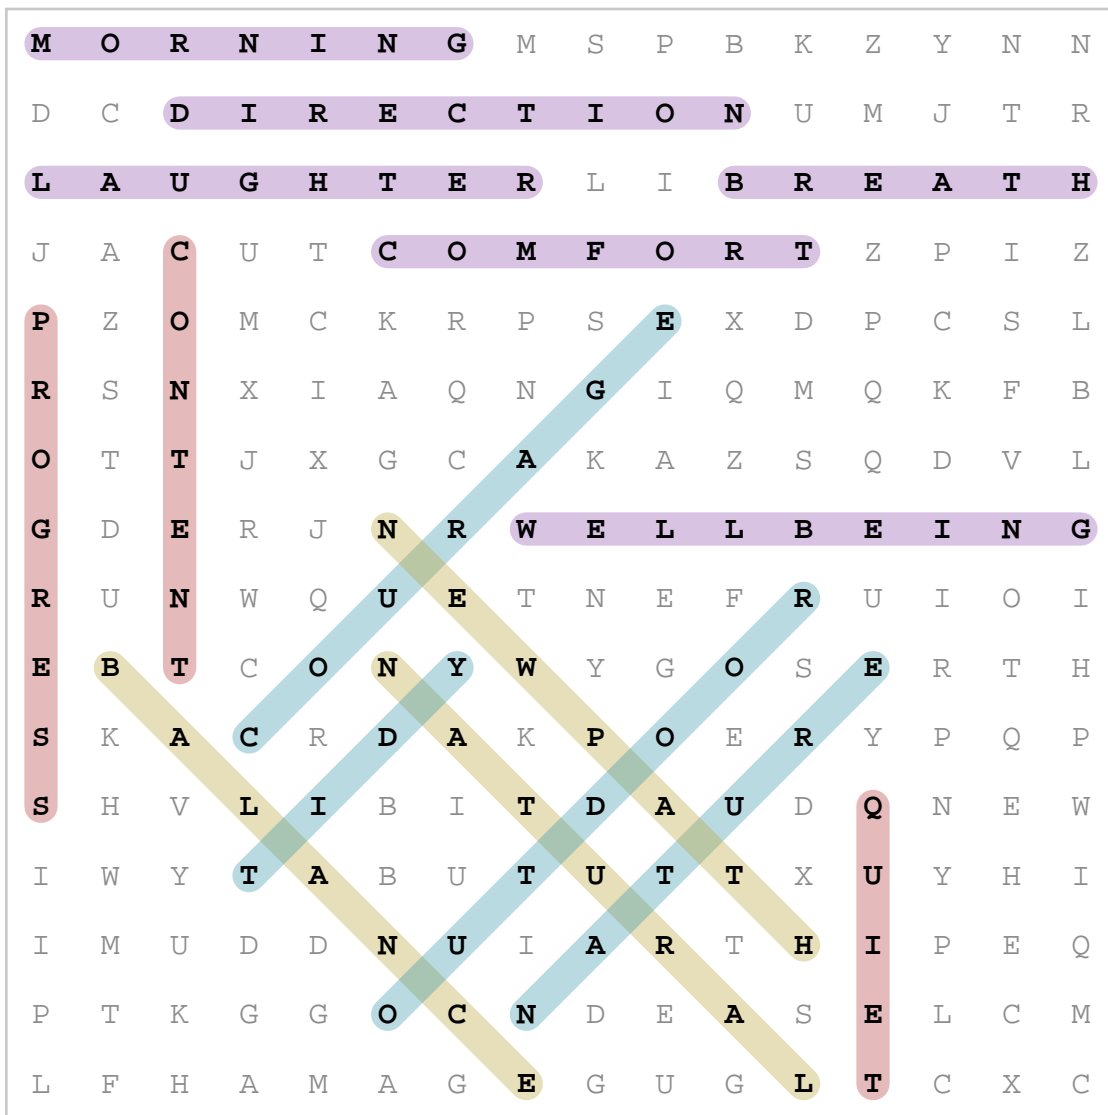 M O R N I N G M S P B K Z Y N N
D C D I R E C T I O N U M J T R
L A U G H T E R L I B R E A T H
J A C U T C O M F O R T Z P I Z
P Z O M C K R P S E X D P C S L
R S N X I A Q N G I Q M Q K F B
O T T J X G C A K A Z S Q D V L
G D E R J N R W E L L B E I N G
R U N W Q U E T N E F R U I O I
E B T C O N Y W Y G O S E R T H
S K A C R D A K P O E R Y P Q P
S H V L I B I T D A U D Q N E W
I W Y T A B U T U T T X U Y H I
I M U D D N U I A R T H I P E Q
P T K G G O C N D E A S E L C M
L F H A M A G E G U G L T C X C